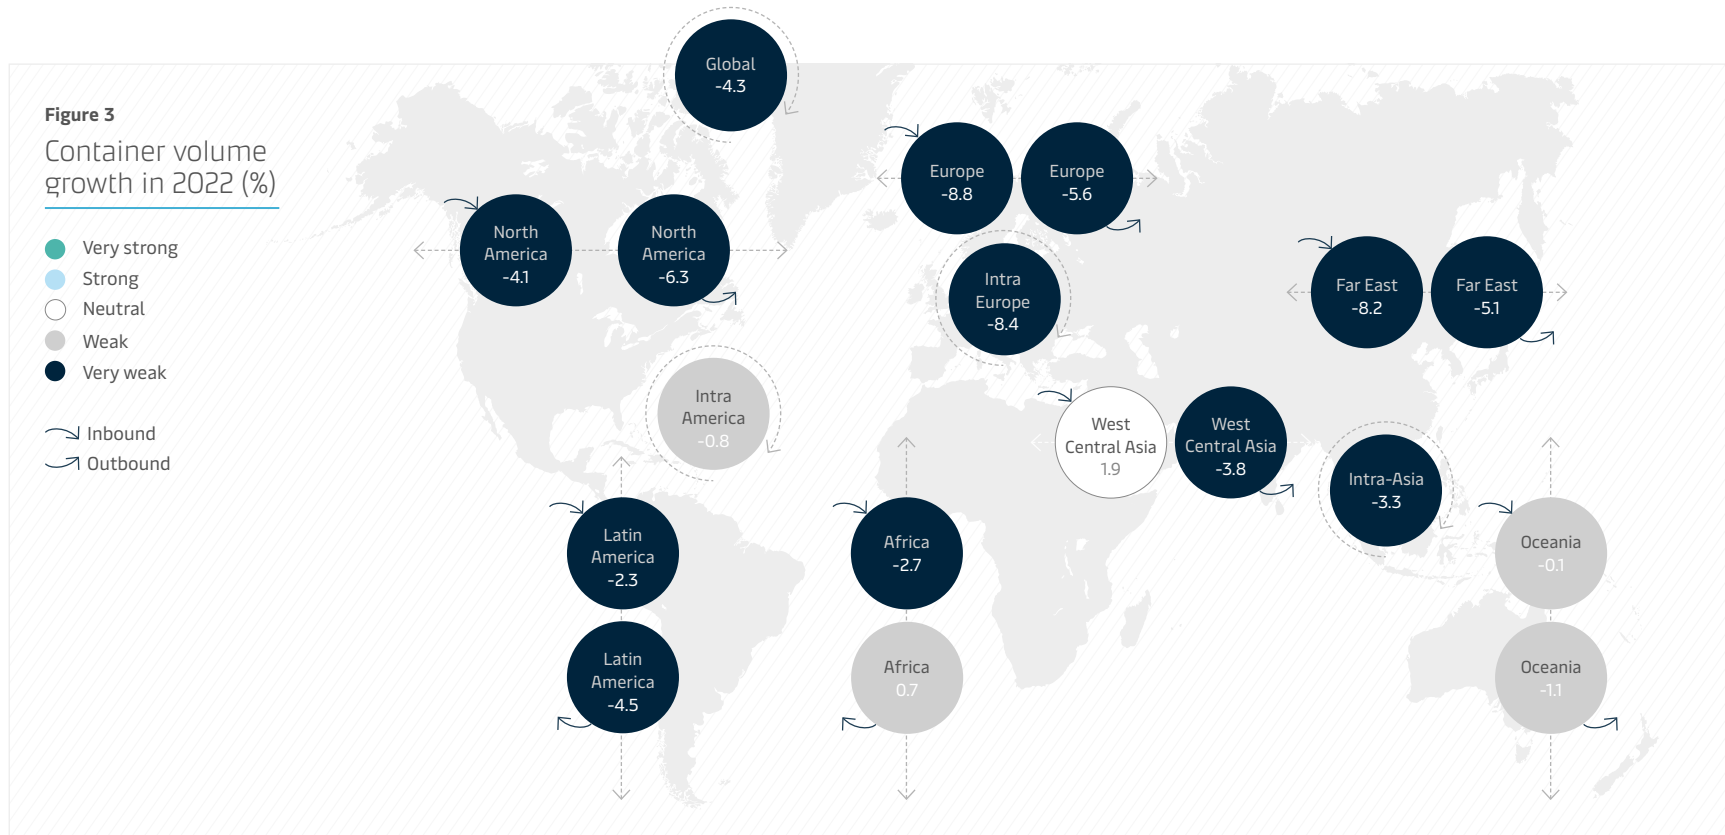 Figure 3
Container volume
growth in 2022 (%)
Very strong
Strong
Neutral
Weak
Very weak
Inbound
Outbound
Global
-4.3
North
America
-4.1
North
America
-6.3
Europe
-8.8
Europe
-5.6
Intra
Europe
-8.4
Far East
-8.2
Far East
-5.1
Intra
America
-0.8
West
Central Asia
1.9
West
Central Asia
-3.8
Intra-Asia
-3.3
Latin
America
-2.3
Africa
-2.7
Oceania
-0.1
Latin
America
-4.5
Africa
0.7
Oceania
-1.1